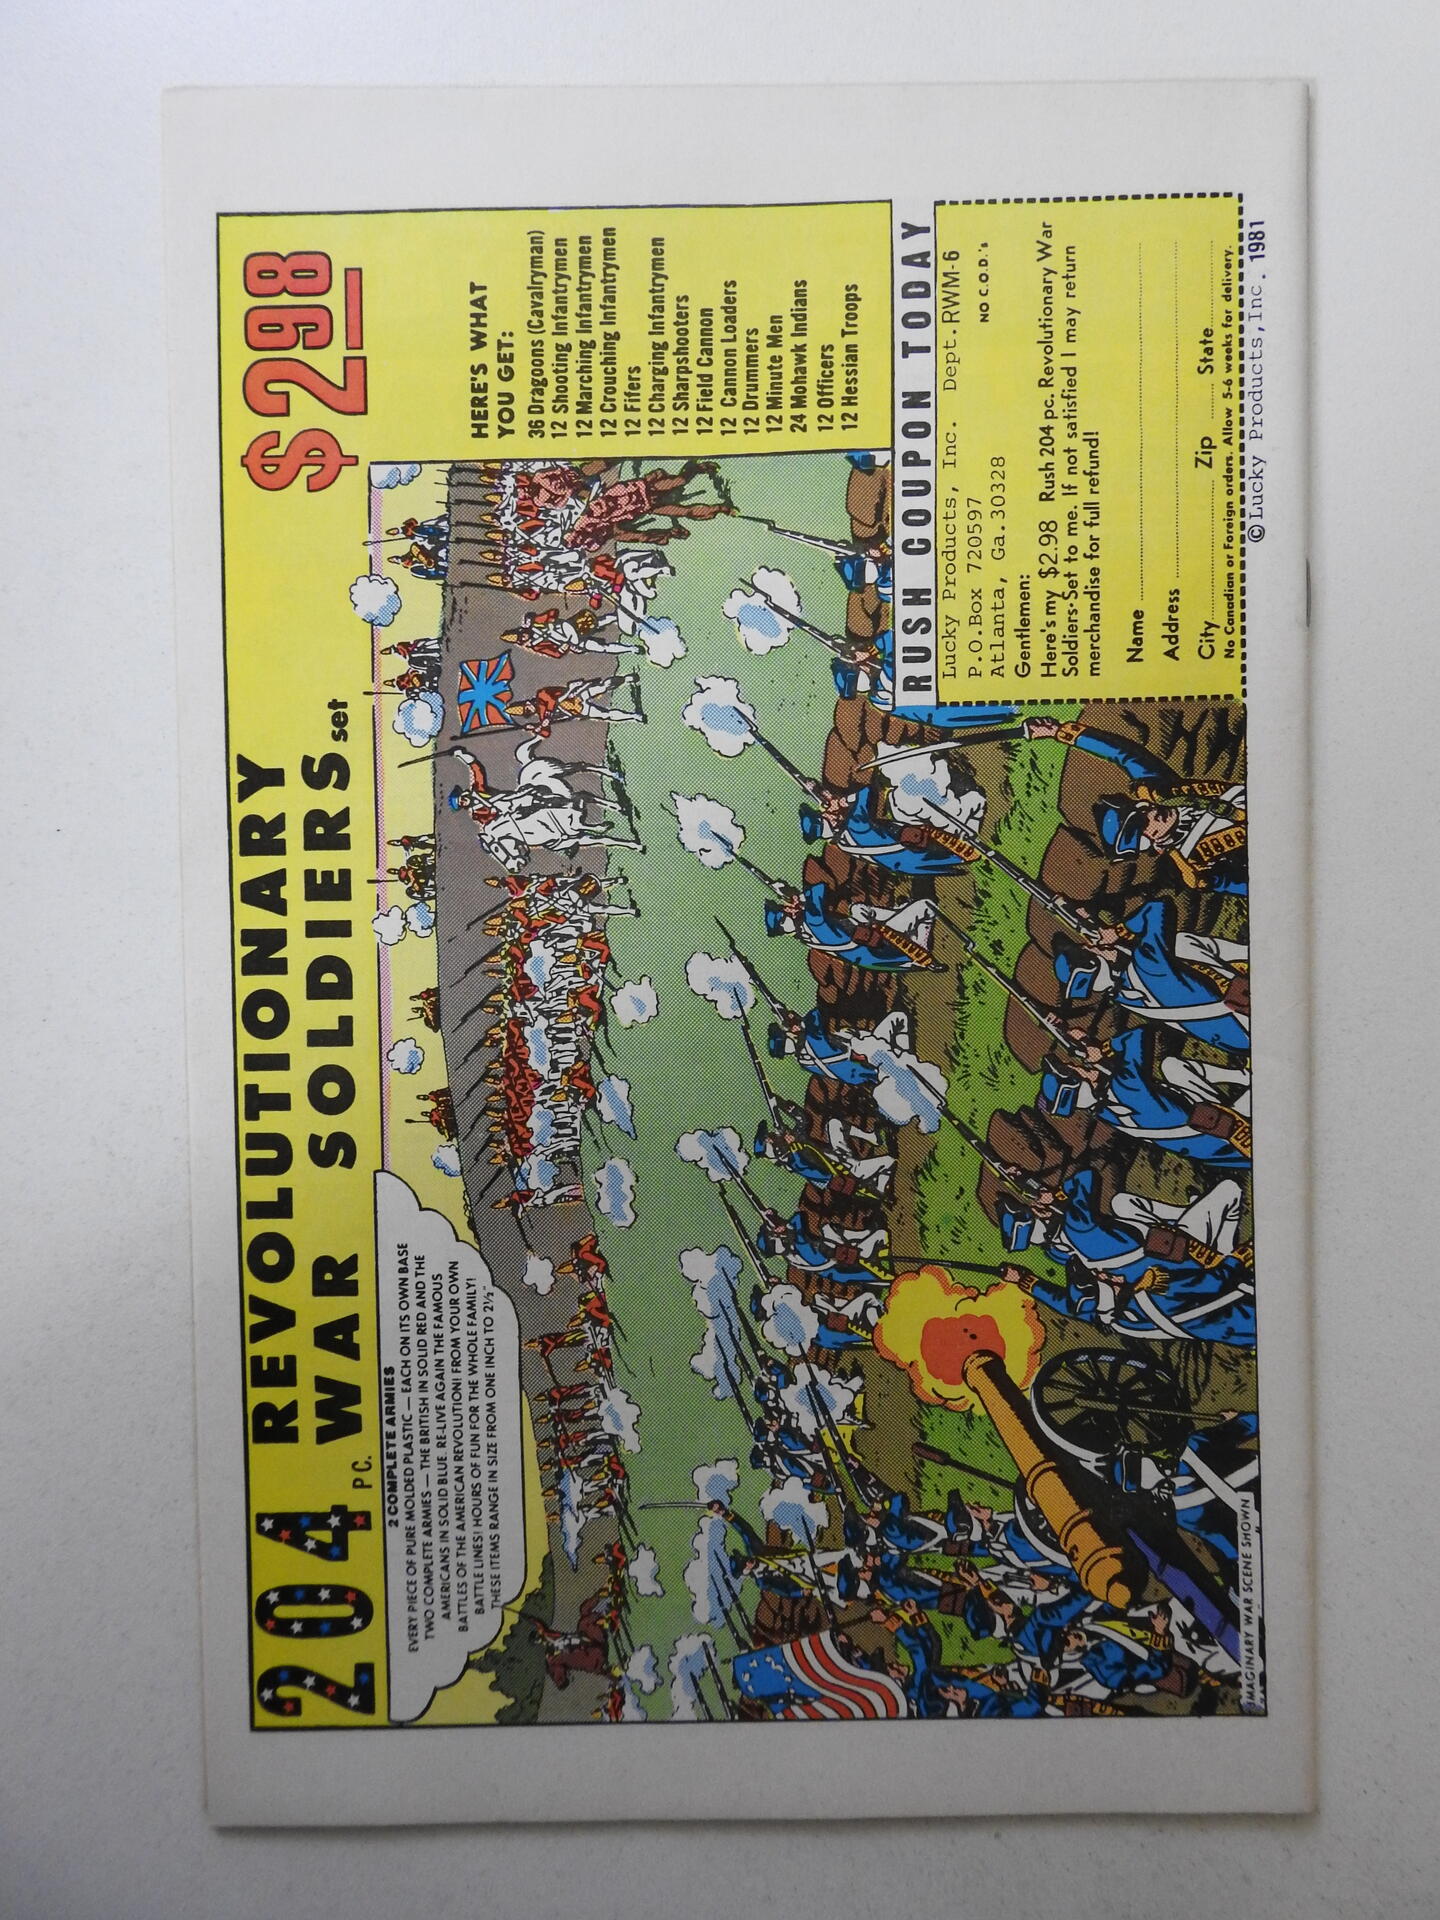 204 PC. REVOLUTIONARY
WAR SOLDIERS set
$2.98
2 COMPLETE ARMIES
EVERY PIECE OF PURE MOLDED PLASTIC — EACH ON ITS OWN BASE
TWO COMPLETE ARMIES — THE BRITISH IN SOLID RED AND THE
AMERICANS IN SOLID BLUE. RE-LIVE AGAIN THE FAMOUS
BATTLES OF THE AMERICAN REVOLUTION! FROM YOUR OWN
BATTLE LINES! HOURS OF FUN FOR THE WHOLE FAMILY!
THESE ITEMS RANGE IN SIZE FROM ONE INCH TO 2½"
HERE'S WHAT
YOU GET:
36 Dragoons (Cavalryman)
12 Shooting Infantrymen
12 Marching Infantrymen
12 Crouching Infantrymen
12 Fifers
12 Charging Infantrymen
12 Sharpshooters
12 Field Cannon
12 Cannon Loaders
12 Drummers
12 Minute Men
24 Mohawk Indians
12 Officers
12 Hessian Troops
RUSH COUPON TODAY
Lucky Products, Inc. Dept.RWM-6
P.O.Box 720597 NO C.O.D.'s
Atlanta, Ga.30328
Gentlemen:
Here's my $2.98 Rush 204 pc. Revolutionary War
Soldiers-Set to me. If not satisfied I may return
merchandise for full refund!
Name
Address
City Zip State
No Canadian or Foreign orders. Allow 5-6 weeks for delivery.
IMAGINARY WAR SCENE SHOWN
©Lucky Products,Inc. 1981